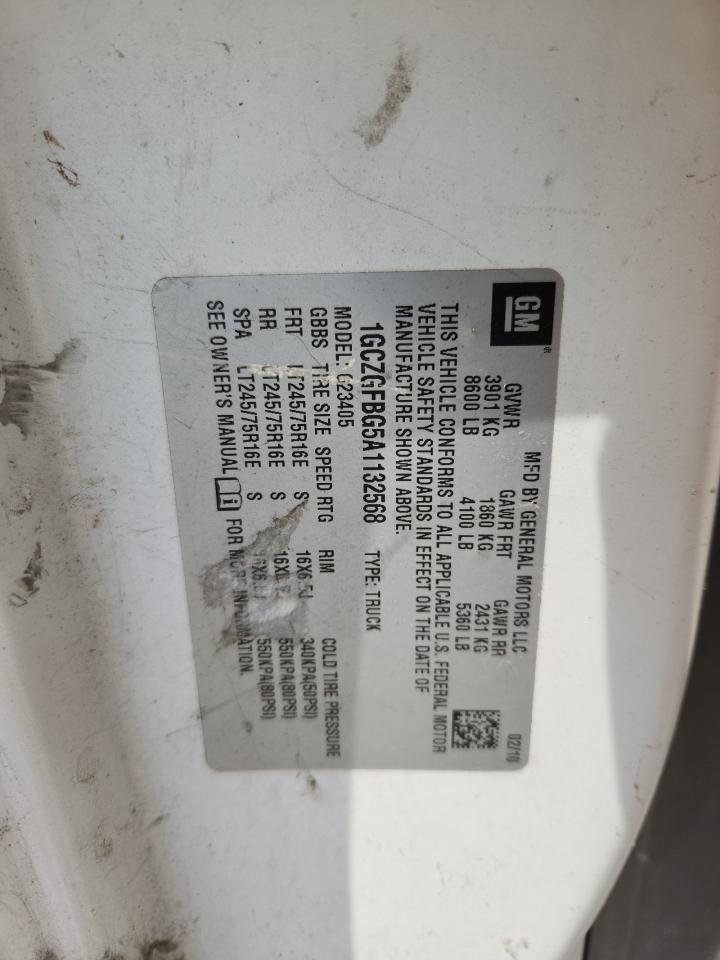 GM
MFD BY GENERAL MOTORS LLC 02/10
GVWR GAWR FRT GAWR RR
3901 KG 1860 KG 2431 KG
8600 LB 4100 LB 5360 LB
THIS VEHICLE CONFORMS TO ALL APPLICABLE U.S. FEDERAL MOTOR
VEHICLE SAFETY STANDARDS IN EFFECT ON THE DATE OF
MANUFACTURE SHOWN ABOVE.
1GCZGFBG5A1132568 TYPE: TRUCK
MODEL: G23405
GBBS TIRE SIZE SPEED RTG RIM COLD TIRE PRESSURE
FRT LT245/75R16E S 16X6.5J 340KPA(50PSI)
RR LT245/75R16E S 550KPA(80PSI)
SPA LT245/75R16E S 550KPA(80PSI)
SEE OWNER'S MANUAL FOR MORE INFORMATION.